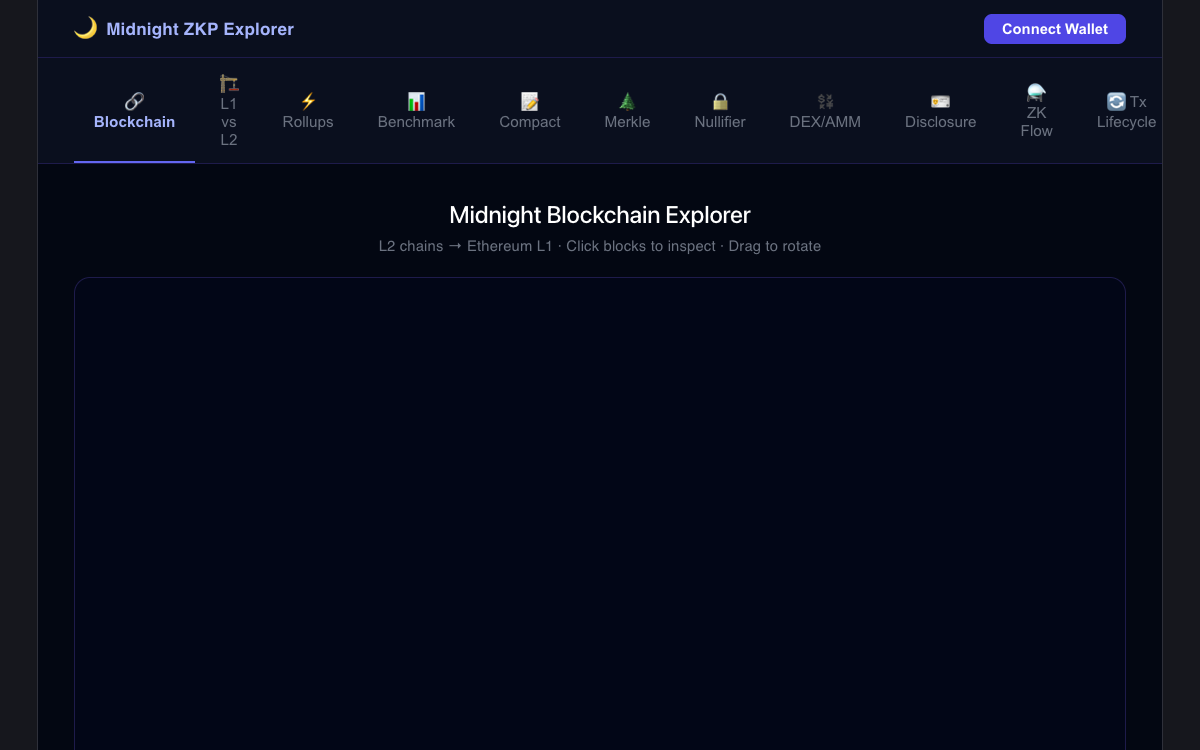 Midnight ZKP Explorer
Connect Wallet
Blockchain
L1
vs
L2
Rollups
Benchmark
Compact
Merkle
Nullifier
DEX/AMM
Disclosure
ZK
Flow
Tx
Lifecycle
Midnight Blockchain Explorer
L2 chains → Ethereum L1 · Click blocks to inspect · Drag to rotate